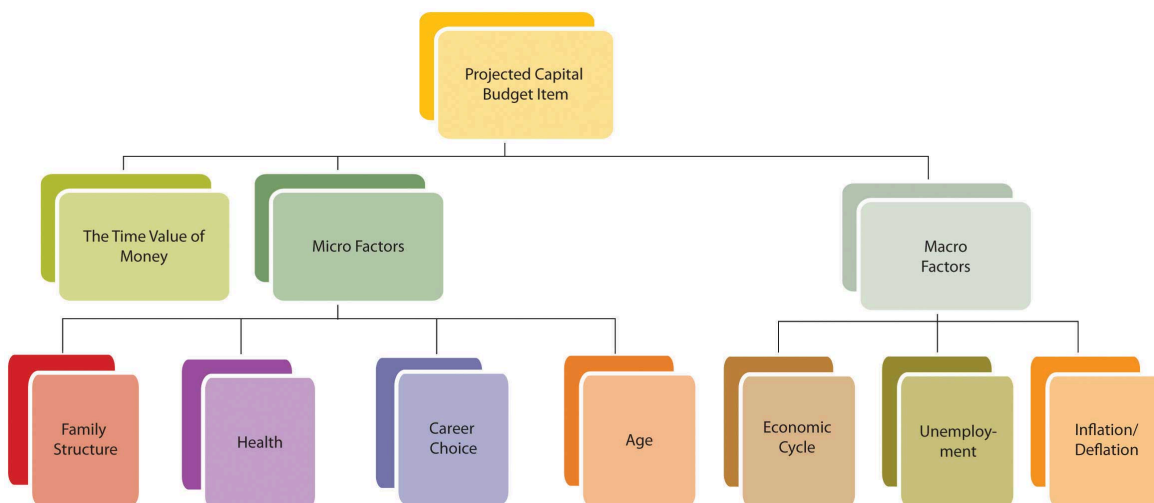 Projected Capital
Budget Item
The Time Value of
Money
Micro Factors
Macro
Factors
Family
Structure
Health
Career
Choice
Age
Economic
Cycle
Unemploy-
ment
Inflation/
Deflation